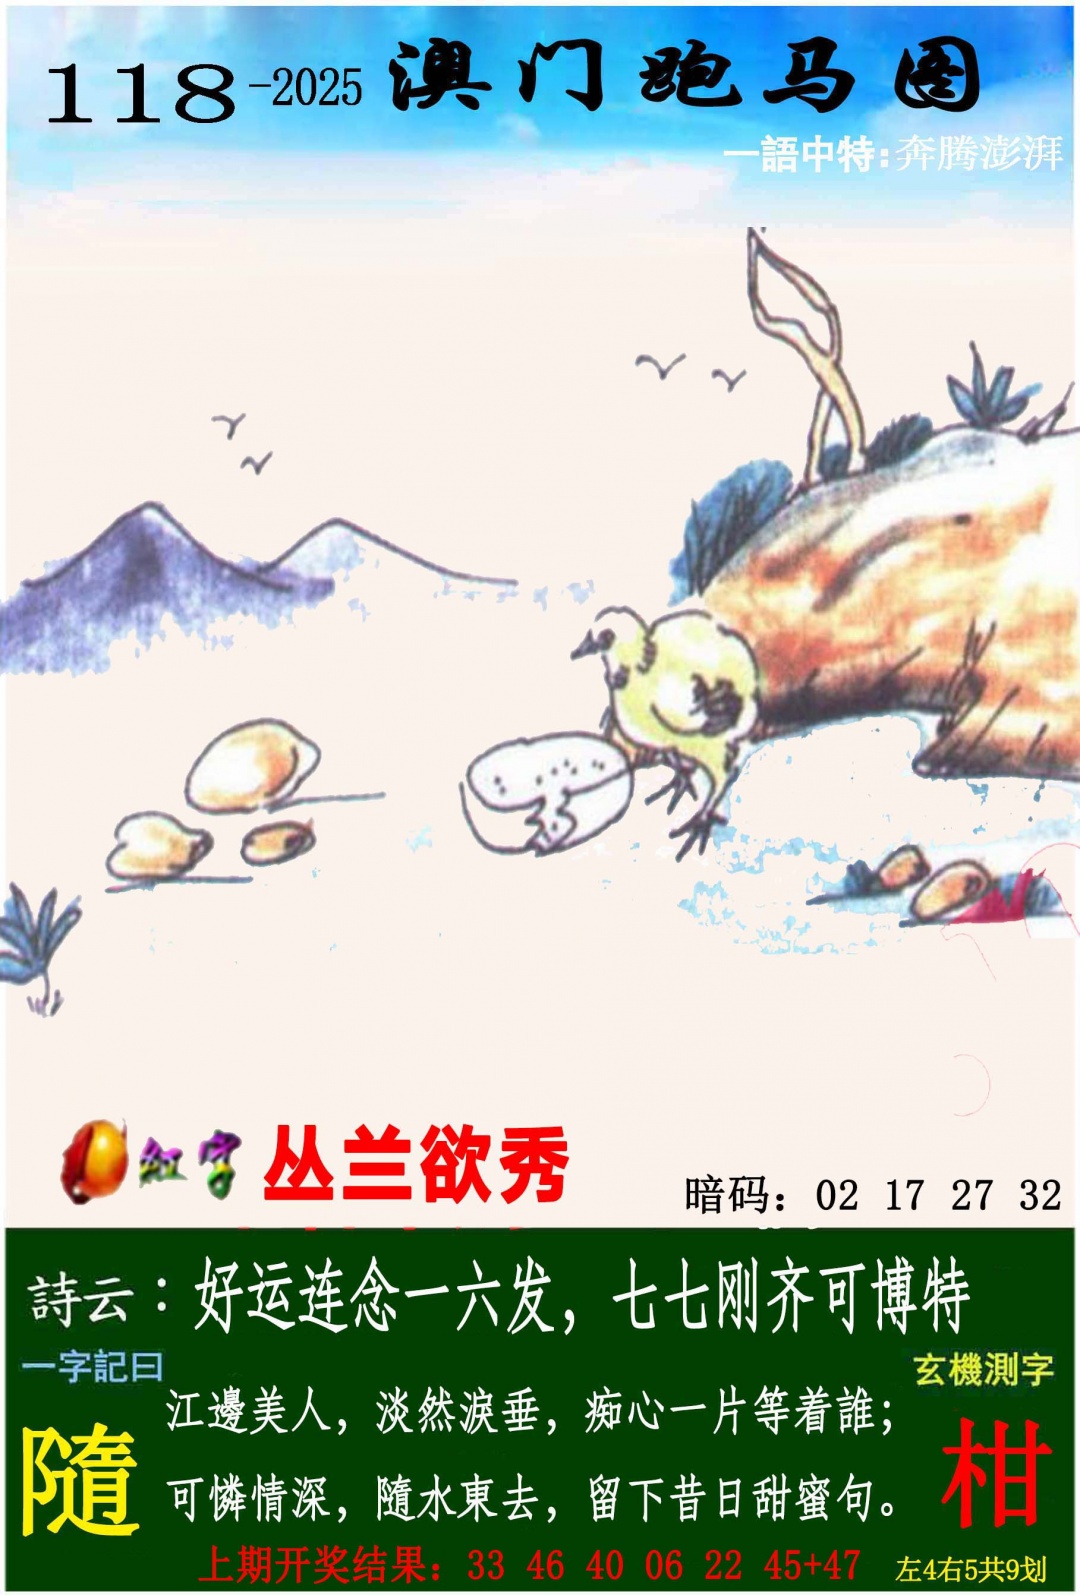 118-2025 澳门跑马图
一語中特:奔腾澎湃
紅字 丛兰欲秀
暗码：02 17 27 32
詩云：好运连念一六发，七七刚齐可博特
一字記曰
玄機測字
江邊美人，淡然淚垂，痴心一片等着誰；
隨
柑
可憐情深，隨水東去，留下昔日甜蜜句。
上期开奖结果：33 46 40 06 22 45+47
左4右5共9划